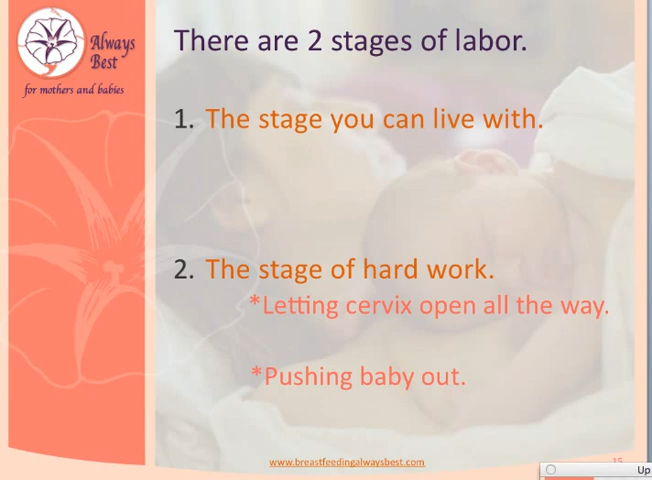 Always
Best
for mothers and babies
There are 2 stages of labor.
1. The stage you can live with.
2. The stage of hard work.
*Letting cervix open all the way.
*Pushing baby out.
www.breastfeedingalwaysbest.com
15
Up